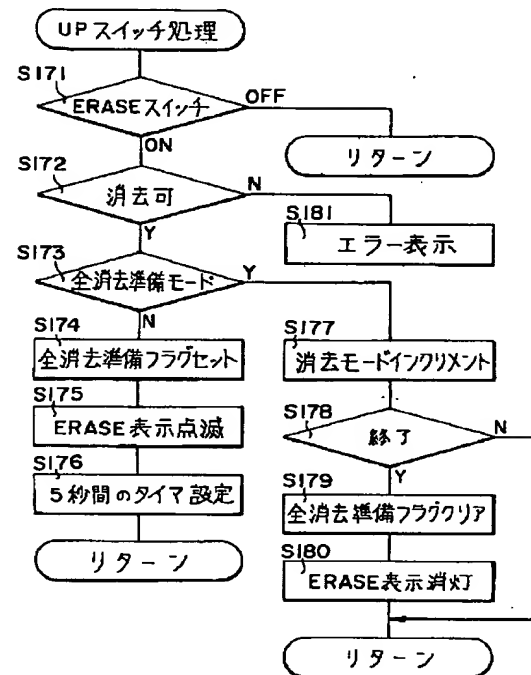 UPスイッチ処理
S171
ERASEスイッチ
OFF
ON
リターン
S172
消去可
N
Y
S181
エラー表示
S173
全消去準備モード
Y
N
S174
全消去準備フラグセット
S175
ERASE表示点滅
S176
5秒間のタイマ設定
リターン
S177
消去モードインクリメント
S178
終了
N
Y
S179
全消去準備フラグクリア
S180
ERASE表示消灯
リターン